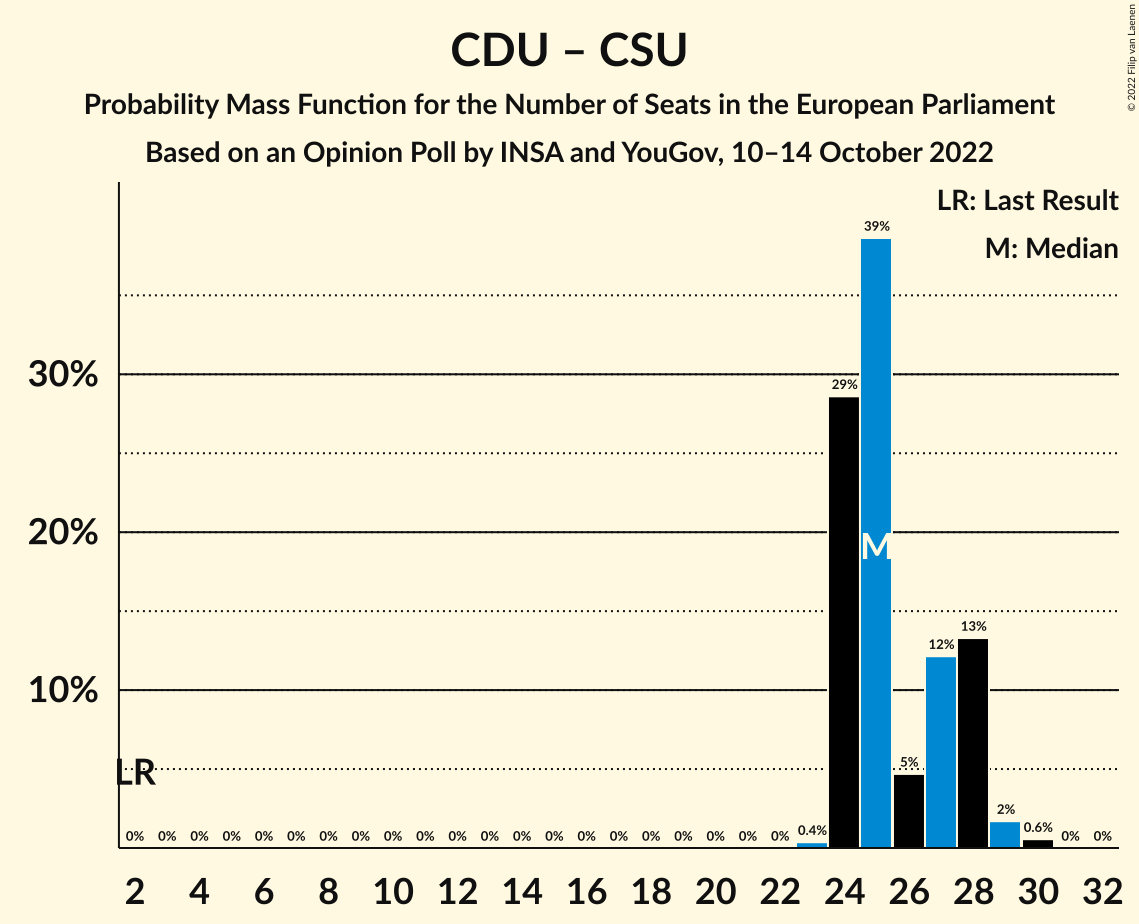 CDU – CSU
Probability Mass Function for the Number of Seats in the European Parliament
Based on an Opinion Poll by INSA and YouGov, 10–14 October 2022
© 2022 Filip van Laenen
LR: Last Result
M: Median
39%
30%
29%
20%
M
13%
12%
10%
LR
5%
2%
0% 0% 0% 0% 0% 0% 0% 0% 0% 0% 0% 0% 0% 0% 0% 0% 0% 0% 0% 0% 0% 0.4% 0.6% 0% 0%
2 4 6 8 10 12 14 16 18 20 22 24 26 28 30 32